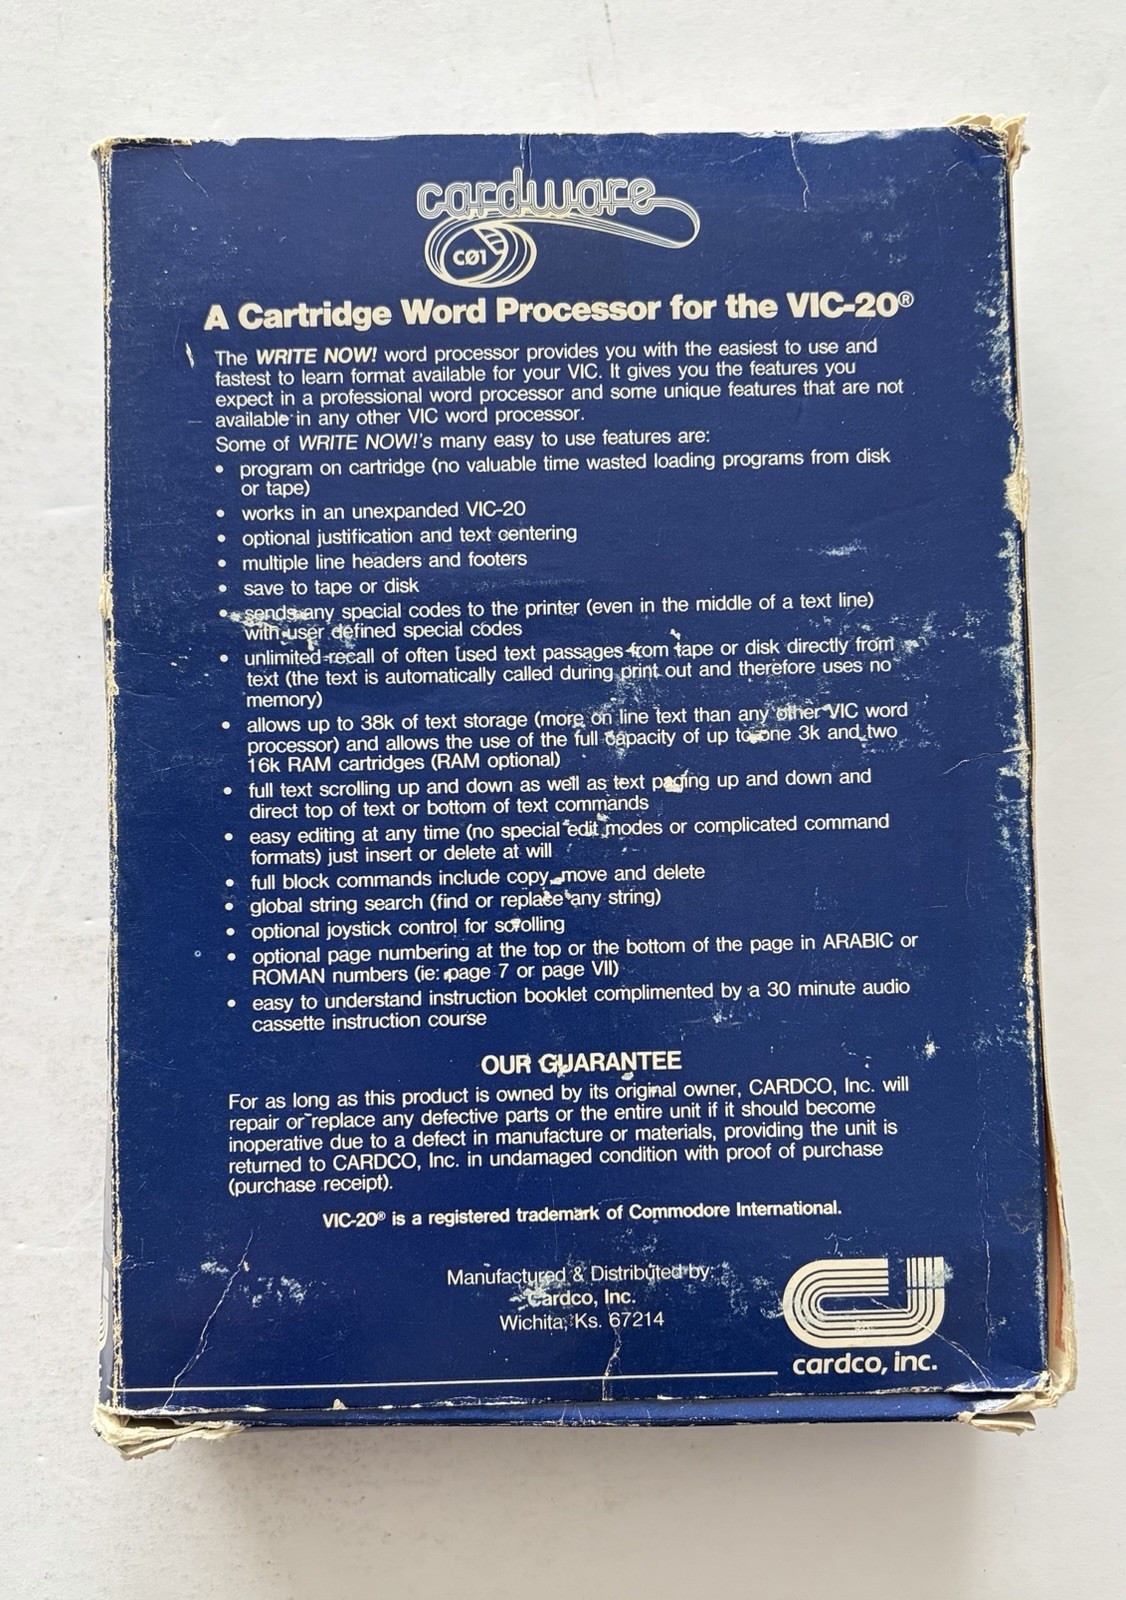 cardware
CØ1
A Cartridge Word Processor for the VIC-20®
The WRITE NOW! word processor provides you with the easiest to use and
fastest to learn format available for your VIC. It gives you the features you
expect in a professional word processor and some unique features that are not
available in any other VIC word processor.
Some of WRITE NOW!'s many easy to use features are:
• program on cartridge (no valuable time wasted loading programs from disk
or tape)
• works in an unexpanded VIC-20
• optional justification and text centering
• multiple line headers and footers
• save to tape or disk
• sends any special codes to the printer (even in the middle of a text line)
with user defined special codes
• unlimited recall of often used text passages from tape or disk directly from
text (the text is automatically called during print out and therefore uses no
memory)
• allows up to 38k of text storage (more on line text than any other VIC word
processor) and allows the use of the full capacity of up to one 3k and two
16k RAM cartridges (RAM optional)
• full text scrolling up and down as well as text paging up and down and
direct top of text or bottom of text commands
• easy editing at any time (no special edit modes or complicated command
formats) just insert or delete at will
• full block commands include copy, move and delete
• global string search (find or replace any string)
• optional joystick control for scrolling
• optional page numbering at the top or the bottom of the page in ARABIC or
ROMAN numbers (ie: page 7 or page VII)
• easy to understand instruction booklet complimented by a 30 minute audio
cassette instruction course
OUR GUARANTEE
For as long as this product is owned by its original owner, CARDCO, Inc. will
repair or replace any defective parts or the entire unit if it should become
inoperative due to a defect in manufacture or materials, providing the unit is
returned to CARDCO, Inc. in undamaged condition with proof of purchase
(purchase receipt).
VIC-20® is a registered trademark of Commodore International.
Manufactured & Distributed by:
Cardco, Inc.
Wichita, Ks. 67214
cardco, inc.